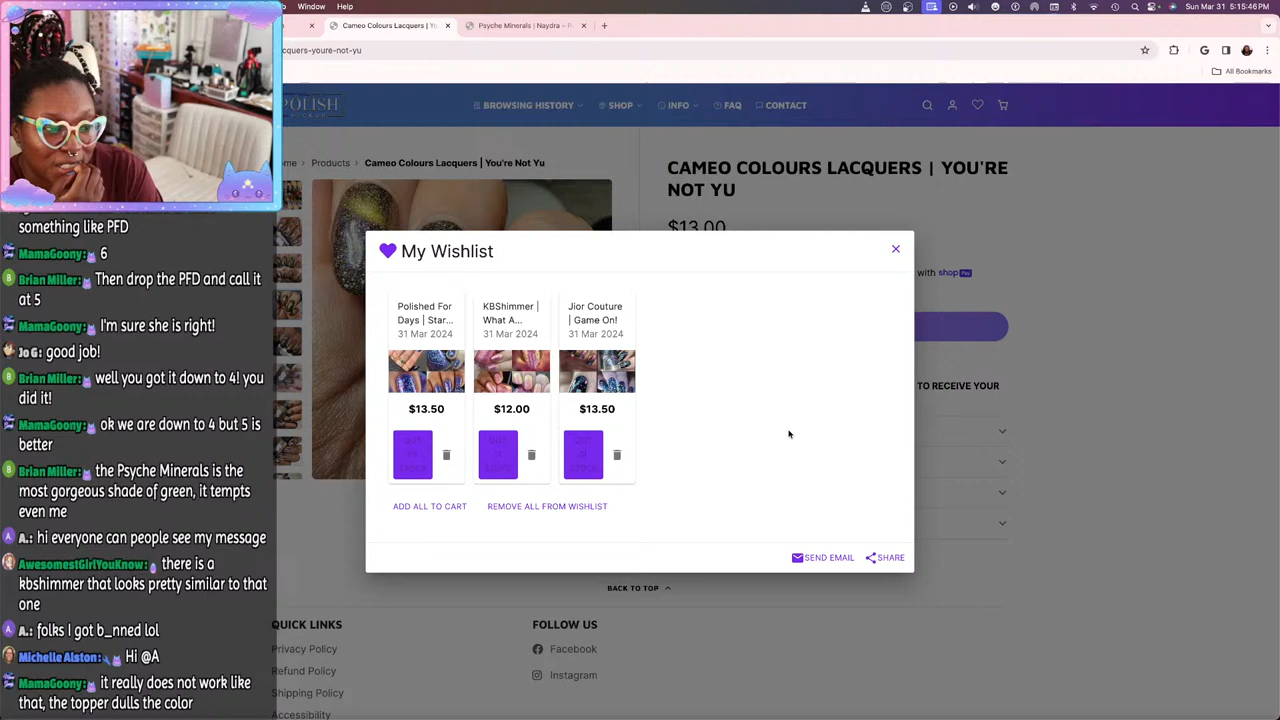 Window
Help
Sun Mar 31 5:15:46 PM
Cameo Colours Lacquers | Yo
Psyche Minerals | Naydra – P
cquers-youre-not-yu
All Bookmarks
POLISH
BROWSING HISTORY
SHOP
INFO
FAQ
CONTACT
ome
Products
Cameo Colours Lacquers | You're Not Yu
CAMEO COLOURS LACQUERS | YOU'RE
NOT YU
$13.00
with shop Pay
TO RECEIVE YOUR
My Wishlist
Polished For
Days | Star...
31 Mar 2024
$13.50
KBShimmer |
What A...
31 Mar 2024
$12.00
Jior Couture
| Game On!
31 Mar 2024
$13.50
ADD ALL TO CART
REMOVE ALL FROM WISHLIST
SEND EMAIL
SHARE
BACK TO TOP
QUICK LINKS
Privacy Policy
Refund Policy
Shipping Policy
Accessibility
FOLLOW US
Facebook
Instagram
something like PFD
MamaGoony: 6
Brian Miller: Then drop the PFD and call it
at 5
MamaGoony: I'm sure she is right!
Jo G: good job!
Brian Miller: well you got it down to 4! you
did it!
MamaGoony: ok we are down to 4 but 5 is
better
Brian Miller: the Psyche Minerals is the
most gorgeous shade of green, it tempts
even me
A.: hi everyone can people see my message
AwesomestGirlYouKnow: there is a
kbshimmer that looks pretty similar to that
one
A.: folks I got b_nned lol
Michelle Alston: Hi @A
MamaGoony: it really does not work like
that, the topper dulls the color